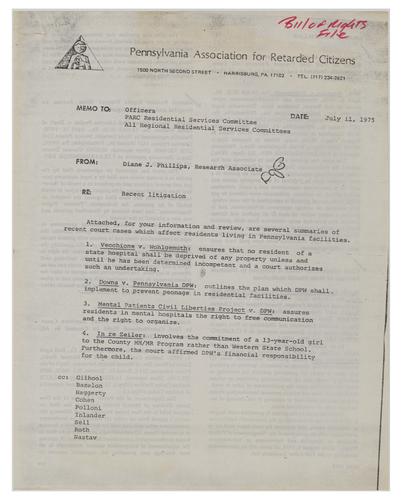 Bill of Rights
File
Pennsylvania Association for Retarded Citizens
1500 NORTH SECOND STREET • HARRISBURG, PA. 17102 • TEL. (717) 234-2621
MEMO TO: Officers DATE: July 11, 1975
PARC Residential Services Committee
All Regional Residential Services Committees
FROM: Diane J. Phillips, Research Associate
RE: Recent litigation
Attached, for your information and review, are several summaries of
recent court cases which affect residents living in Pennsylvania facilities.
1. Vecchione v. Wohlgemuth: ensures that no resident of a
state hospital shall be deprived of any property unless and
until he has been determined incompetent and a court authorizes
such an undertaking.
2. Downs v. Pennsylvania DPW: outlines the plan which DPW shall
implement to prevent peonage in residential facilities.
3. Mental Patients Civil Liberties Project v. DPW: assures
residents in mental hospitals the right to free communication
and the right to organize.
4. In re Zeiler: involves the commitment of a 13-year-old girl
to the County MH/MR Program rather than Western State School.
Furthermore, the court affirmed DPW's financial responsibility
for the child.
cc: Gilhool
Bazelon
Haggerty
Cohen
Polloni
Inlander
Sell
Roth
Nastav